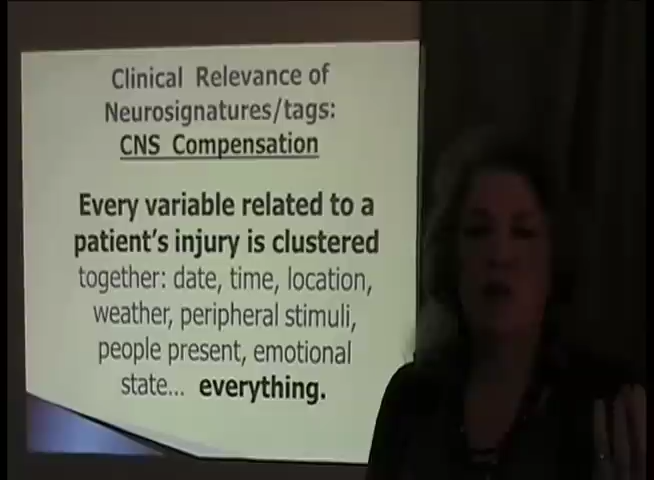 Clinical Relevance of
Neurosignatures/tags:
CNS Compensation
Every variable related to a
patient's injury is clustered
together: date, time, location,
weather, peripheral stimuli,
people present, emotional
state... everything.